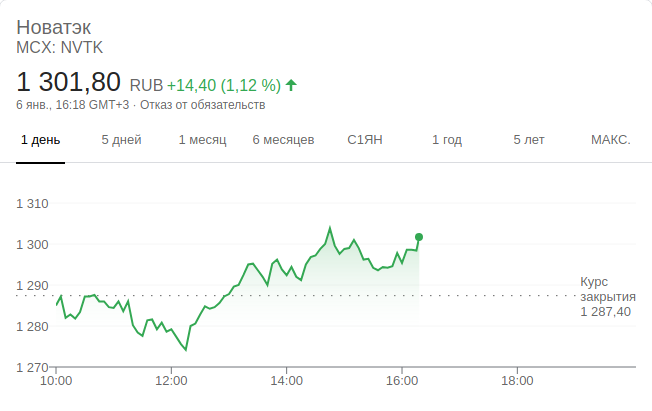 Новатэк
MCX: NVTK
1 301,80 RUB +14,40 (1,12 %)
6 янв., 16:18 GMT+3 · Отказ от обязательств
1 день 5 дней 1 месяц 6 месяцев С1ЯН 1 год 5 лет МАКС.
1 310
1 300
1 290
1 280
1 270
Курс
закрытия
1 287,40
10:00 12:00 14:00 16:00 18:00